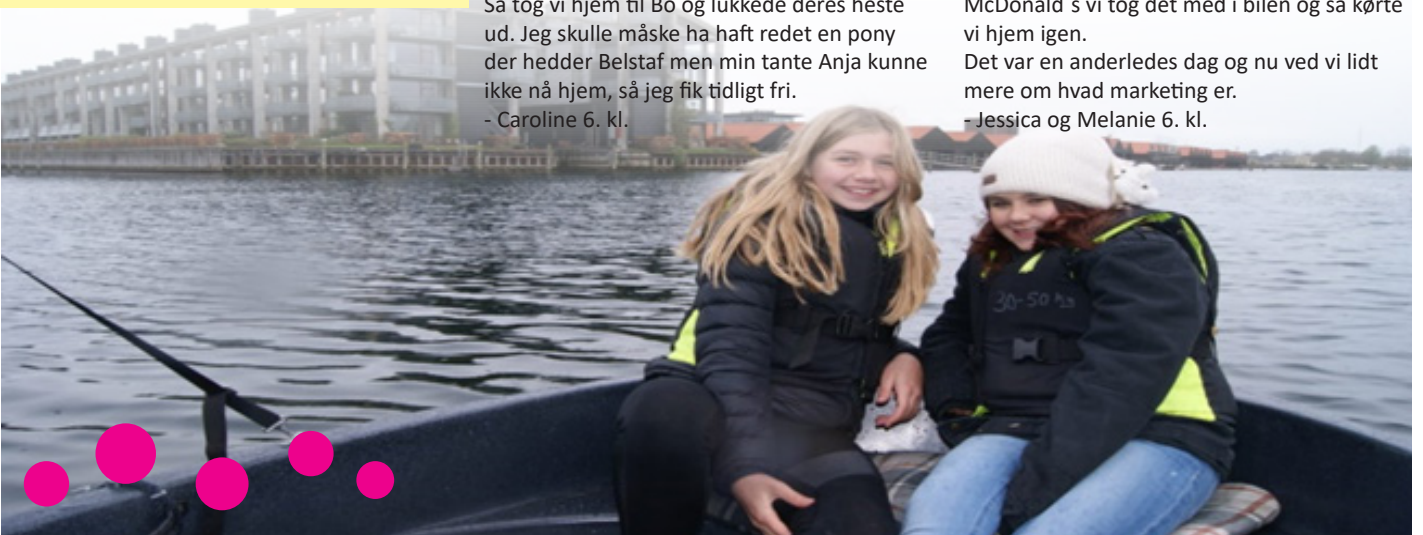 Så tog vi hjem til Bo og lukkede deres heste
ud. Jeg skulle måske ha haft redet en pony
der hedder Belstaf men min tante Anja kunne
ikke nå hjem, så jeg fik tidligt fri.
- Caroline 6. kl.
McDonald´s vi tog det med i bilen og så kørte
vi hjem igen.
Det var en anderledes dag og nu ved vi lidt
mere om hvad marketing er.
- Jessica og Melanie 6. kl.
30-50